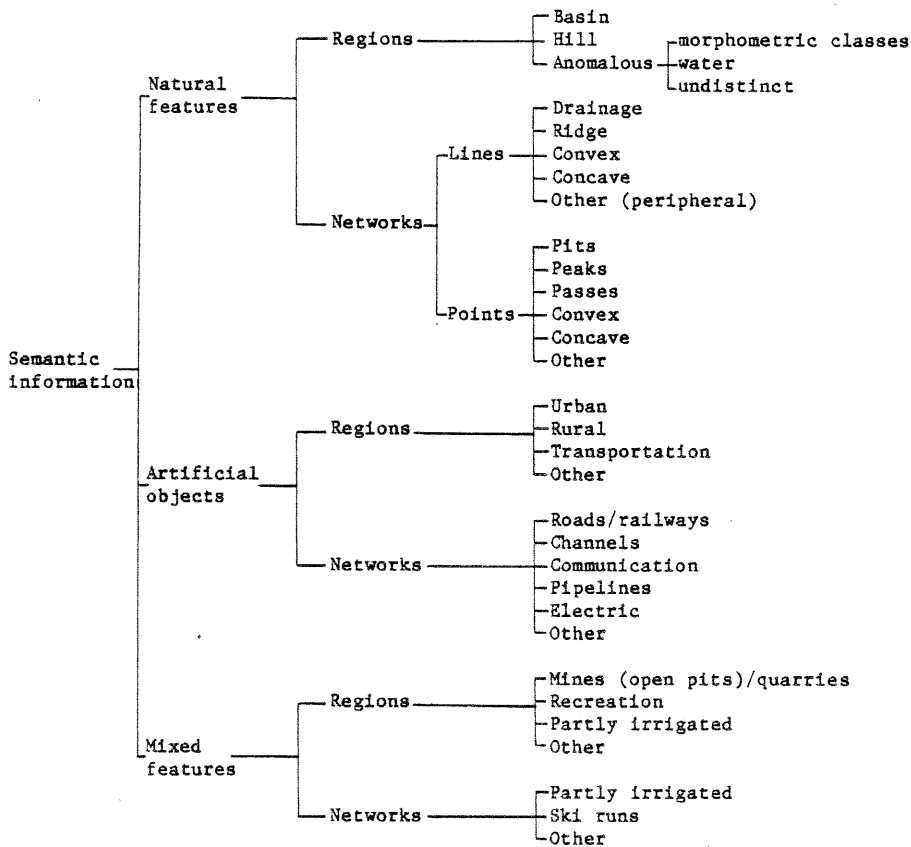 Semantic
information
Natural
features
Regions
Basin
Hill
Anomalous
morphometric classes
water
undistinct
Networks
Lines
Drainage
Ridge
Convex
Concave
Other (peripheral)
Points
Pits
Peaks
Passes
Convex
Concave
Other
Artificial
objects
Regions
Urban
Rural
Transportation
Other
Networks
Roads/railways
Channels
Communication
Pipelines
Electric
Other
Mixed
features
Regions
Mines (open pits)/quarries
Recreation
Partly irrigated
Other
Networks
Partly irrigated
Ski runs
Other